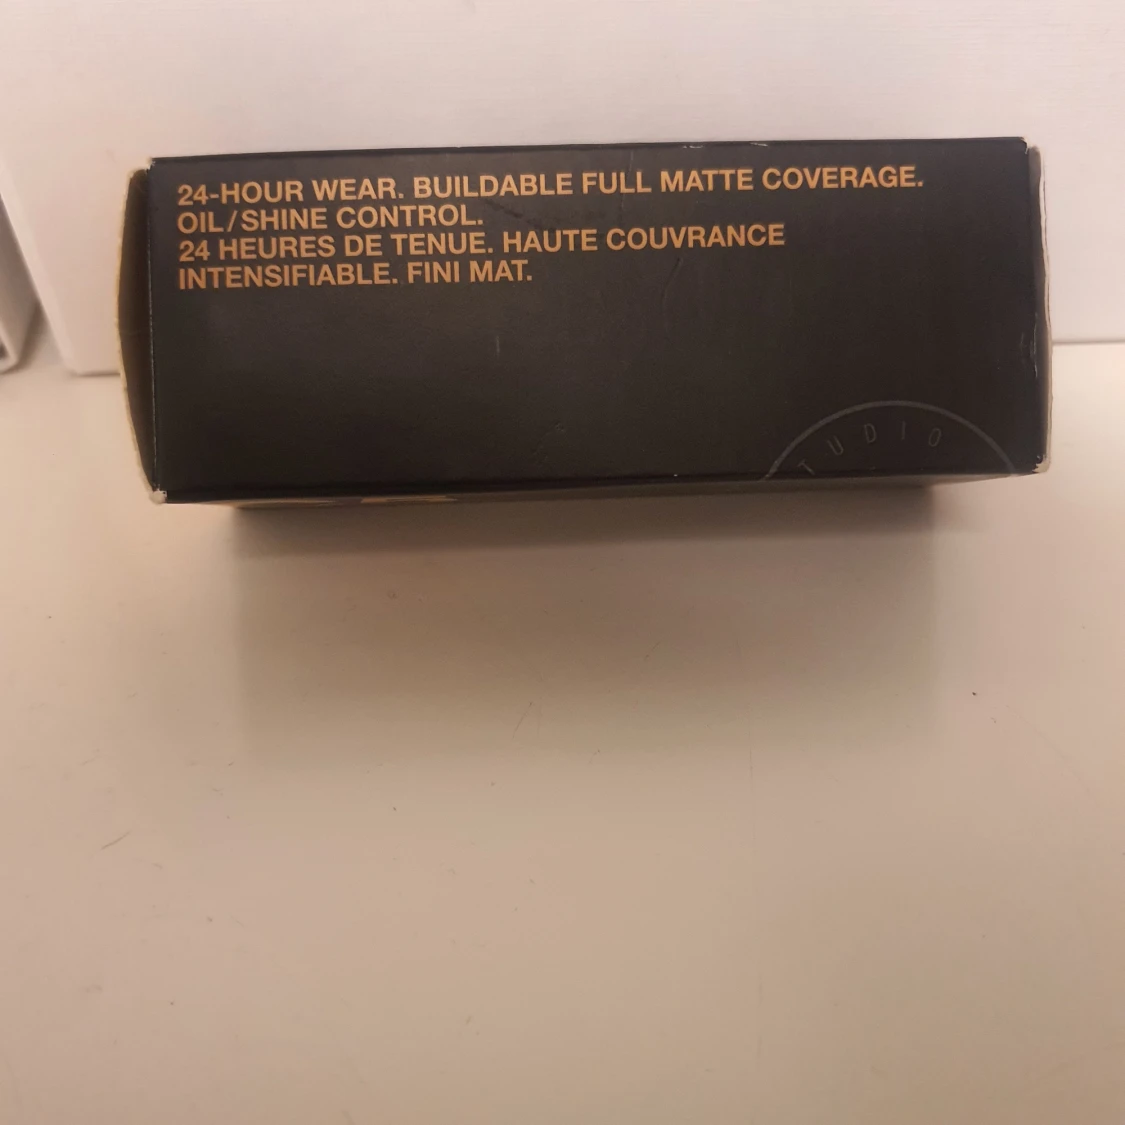 24-HOUR WEAR. BUILDABLE FULL MATTE COVERAGE.
OIL/SHINE CONTROL.
24 HEURES DE TENUE. HAUTE COUVRANCE
INTENSIFIABLE. FINI MAT.
TUDIO